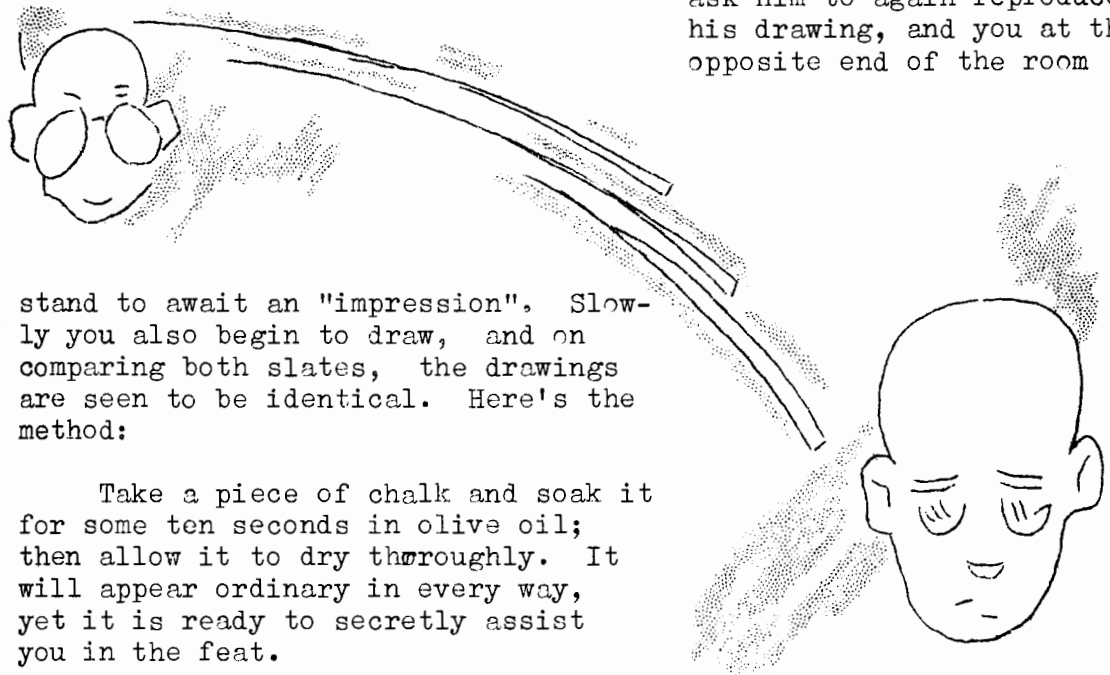 ask him to again reproduce
his drawing, and you at th
opposite end of the room
stand to await an "impression". Slow-
ly you also begin to draw, and on
comparing both slates, the drawings
are seen to be identical. Here's the
method:
Take a piece of chalk and soak it
for some ten seconds in olive oil;
then allow it to dry thoroughly. It
will appear ordinary in every way,
yet it is ready to secretly assist
you in the feat.